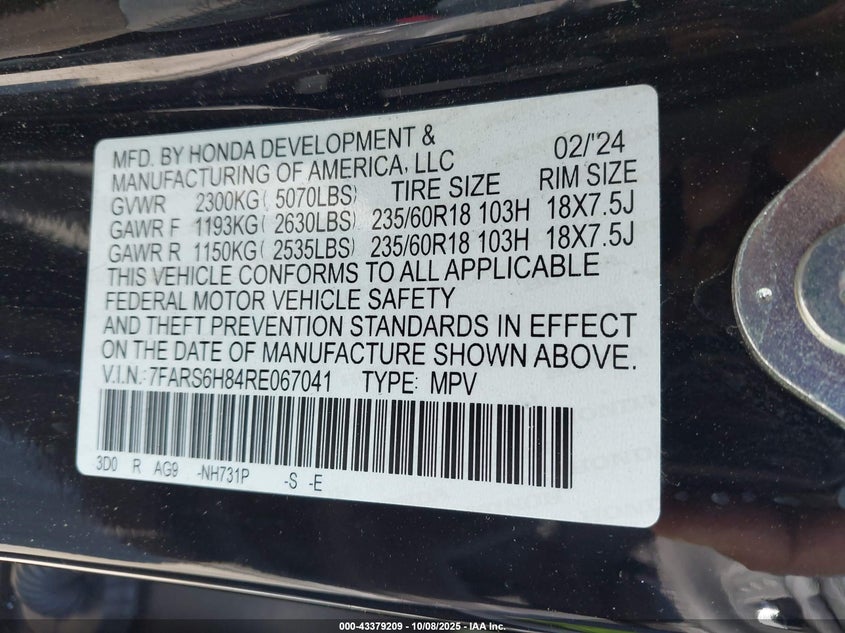 MFD. BY HONDA DEVELOPMENT &
MANUFACTURING OF AMERICA, LLC 02/'24
GVWR 2300KG( 5070LBS) TIRE SIZE RIM SIZE
GAWR F 1193KG( 2630LBS) 235/60R18 103H 18X7.5J
GAWR R 1150KG( 2535LBS) 235/60R18 103H 18X7.5J
THIS VEHICLE CONFORMS TO ALL APPLICABLE
FEDERAL MOTOR VEHICLE SAFETY
AND THEFT PREVENTION STANDARDS IN EFFECT
ON THE DATE OF MANUFACTURE SHOWN ABOVE.
V.I.N.: 7FARS6H84RE067041 TYPE: MPV
3D0 R AG9 -NH731P -S -E
000-43379209 - 10/08/2025 - IAA Inc.